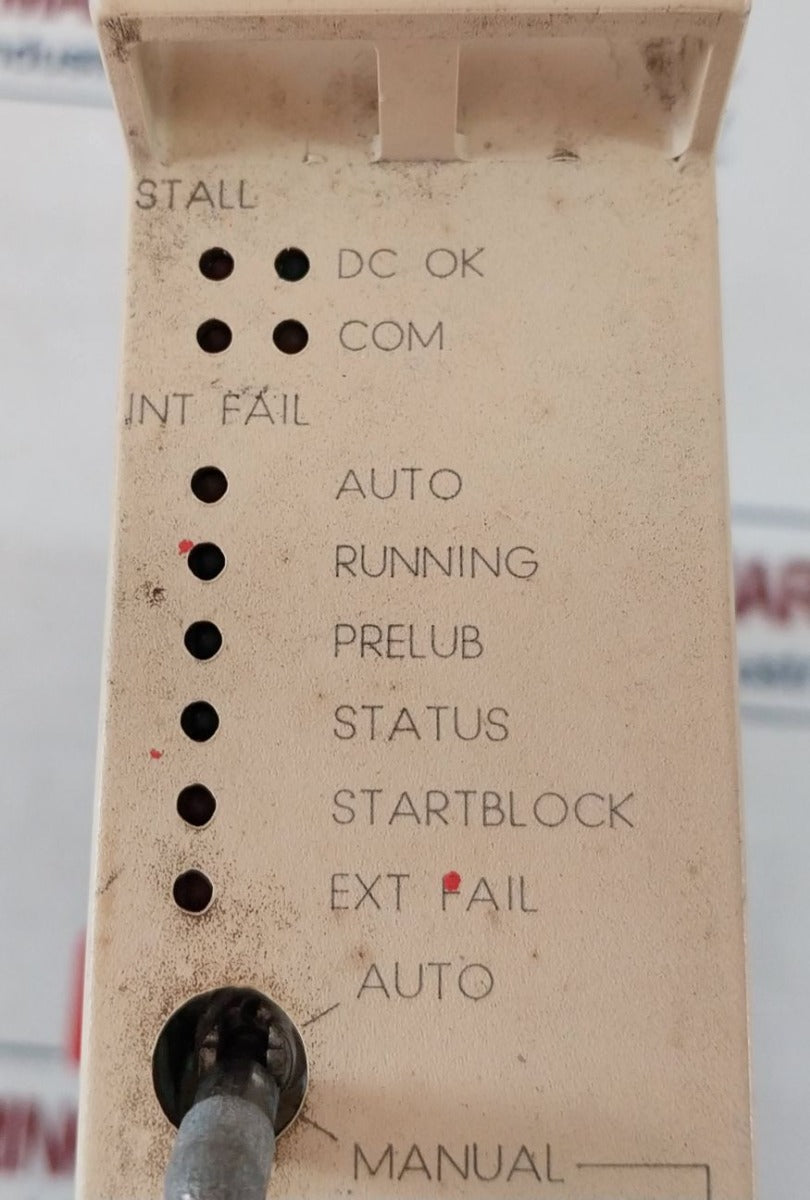 STALL
DC OK
COM
INT FAIL
AUTO
RUNNING
PRELUB
STATUS
STARTBLOCK
EXT FAIL
AUTO
MANUAL